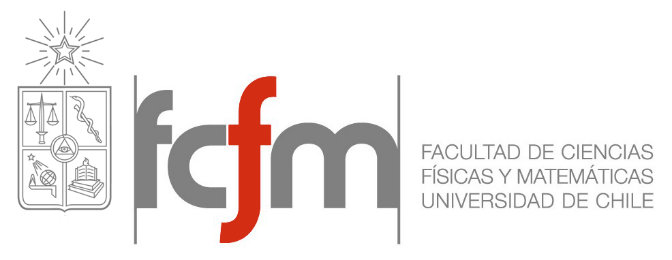 fcfm
FACULTAD DE CIENCIAS
FÍSICAS Y MATEMÁTICAS
UNIVERSIDAD DE CHILE